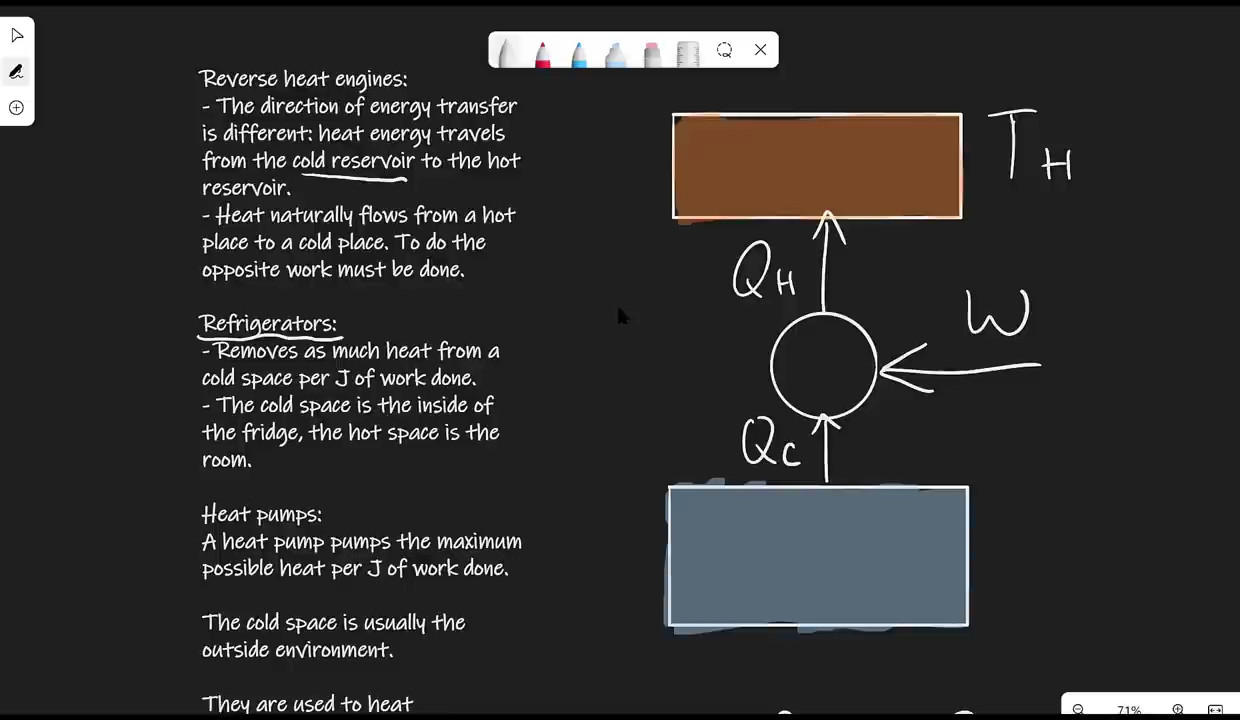 Reverse heat engines:
- The direction of energy transfer
is different: heat energy travels
from the cold reservoir to the hot
reservoir.
- Heat naturally flows from a hot
place to a cold place. To do the
opposite work must be done.
Refrigerators:
- Removes as much heat from a
cold space per J of work done.
- The cold space is the inside of
the fridge, the hot space is the
room.
Heat pumps:
A heat pump pumps the maximum
possible heat per J of work done.
The cold space is usually the
outside environment.
They are used to heat
TH
QH
W
QC
71%